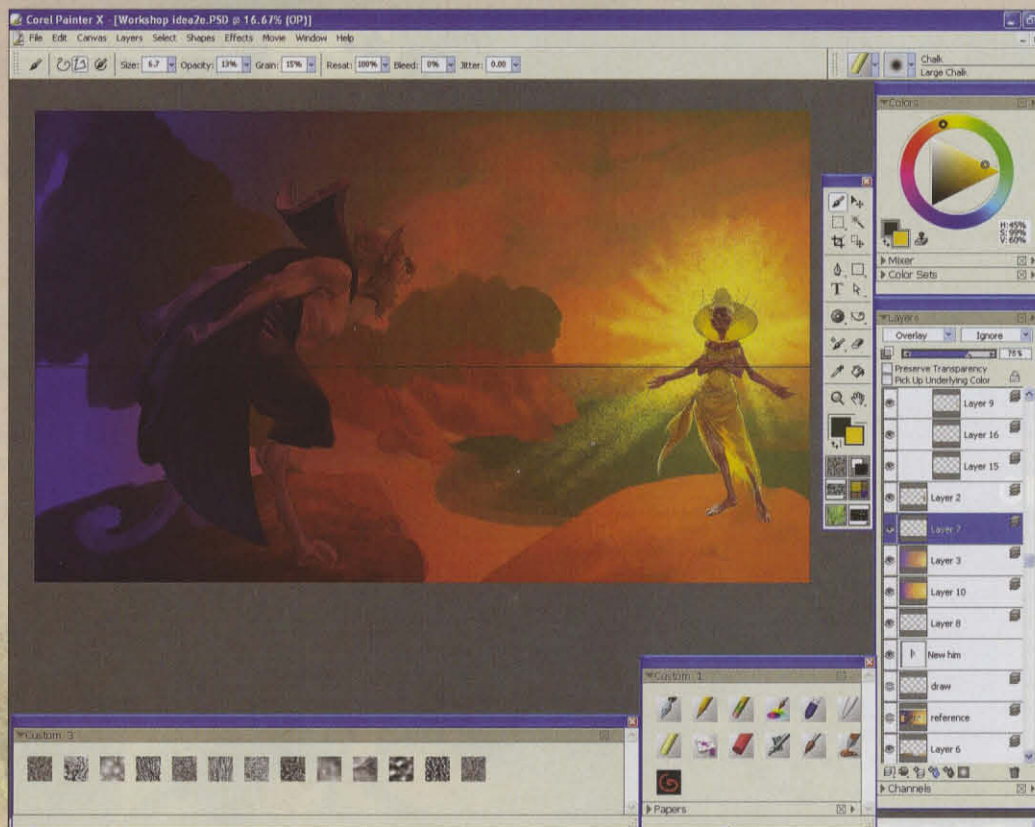 Corel Painter X - [Workshop idea2e.PSD @ 16.67% (OP)]
File Edit Canvas Layers Select Shapes Effects Movie Window Help
Size: 6.7 Opacity: 13% Grain: 15% Resat: 100% Bleed: 0% Jitter: 0.00
Chalk
Large Chalk
Colors
H:45%
S:99%
V:60%
Mixer
Color Sets
T
Layers
Overlay Ignore
75%
Preserve Transparency
Pick Up Underlying Color
Layer 9
Layer 16
Layer 15
Layer 2
Layer 7
Layer 3
Layer 10
Layer 8
New him
draw
reference
Layer 6
Channels
Custom 1
Papers
Custom 3